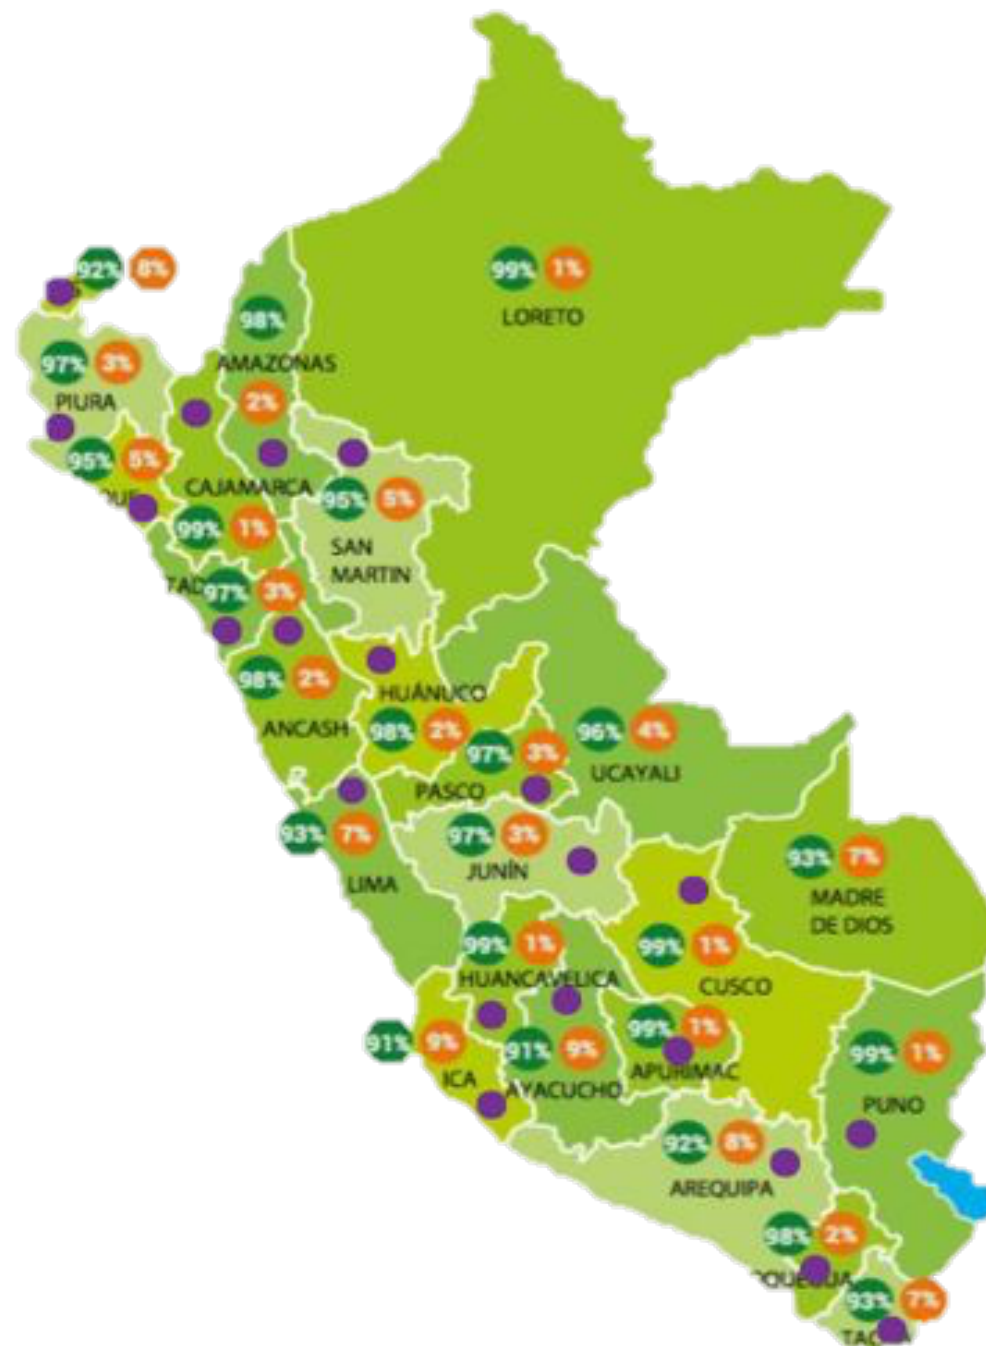 92% 8%
99% 1%
LORETO
98%
AMAZONAS
2%
97% 3%
PIURA
95% 5%
QUE
CAJAMARCA
99% 1%
95% 5%
SAN
MARTIN
97% 3%
98% 2%
ANCASH
HUÁNUCO
98% 2%
97% 3%
PASCO
96% 4%
UCAYALI
93% 7%
LIMA
97% 3%
JUNÍN
93% 7%
MADRE
DE DIOS
99% 1%
HUANCAVELICA
99% 1%
CUSCO
91% 9%
ICA
91% 9%
AYACUCHO
99% 1%
APURIMAC
99% 1%
PUNO
92% 8%
AREQUIPA
98% 2%
93% 7%